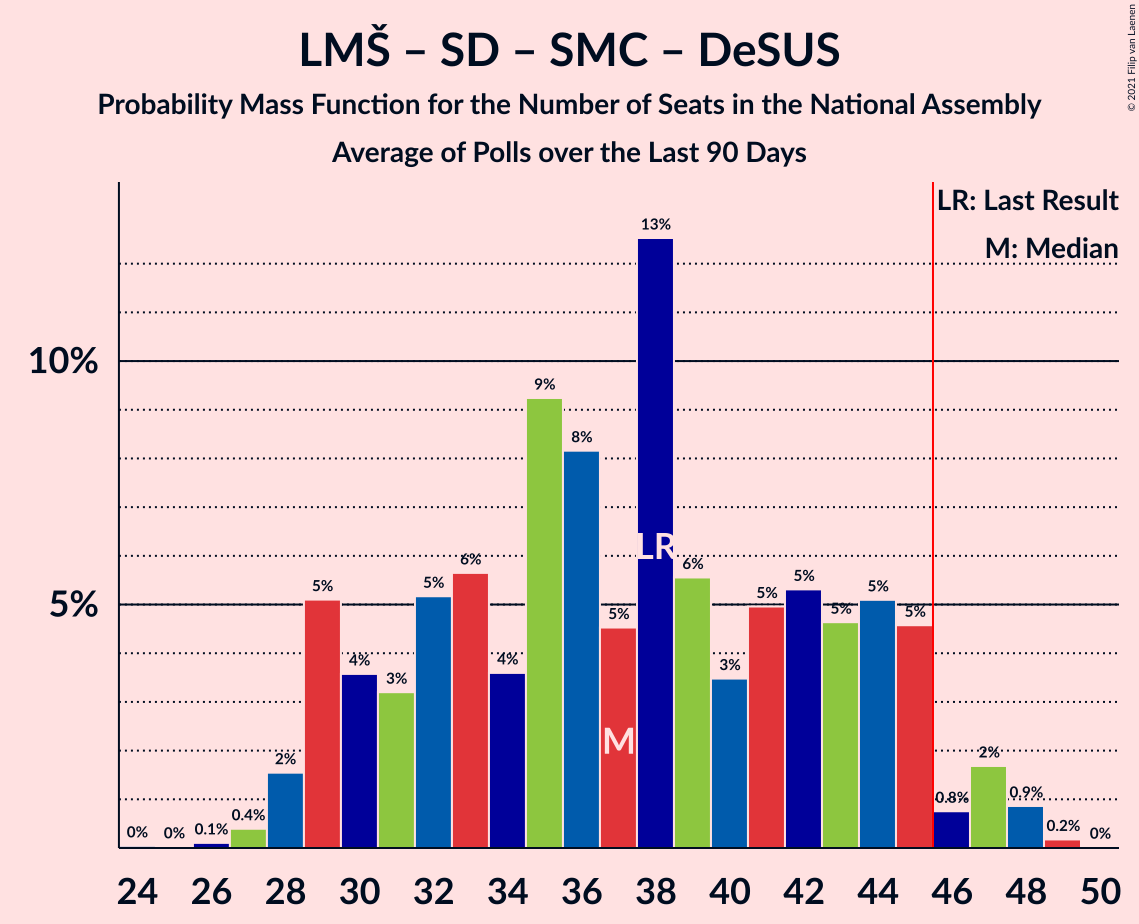 LMŠ – SD – SMC – DeSUS
Probability Mass Function for the Number of Seats in the National Assembly
Average of Polls over the Last 90 Days
© 2021 Filip van Laenen
LR: Last Result
M: Median
10%
5%
0% 0% 0.1% 0.4% 2% 5% 4% 3% 5% 6% 4% 9% 8% 5% 13% 6% 3% 5% 5% 5% 5% 5% 0.8% 2% 0.9% 0.2% 0%
LR
M
24 26 28 30 32 34 36 38 40 42 44 46 48 50